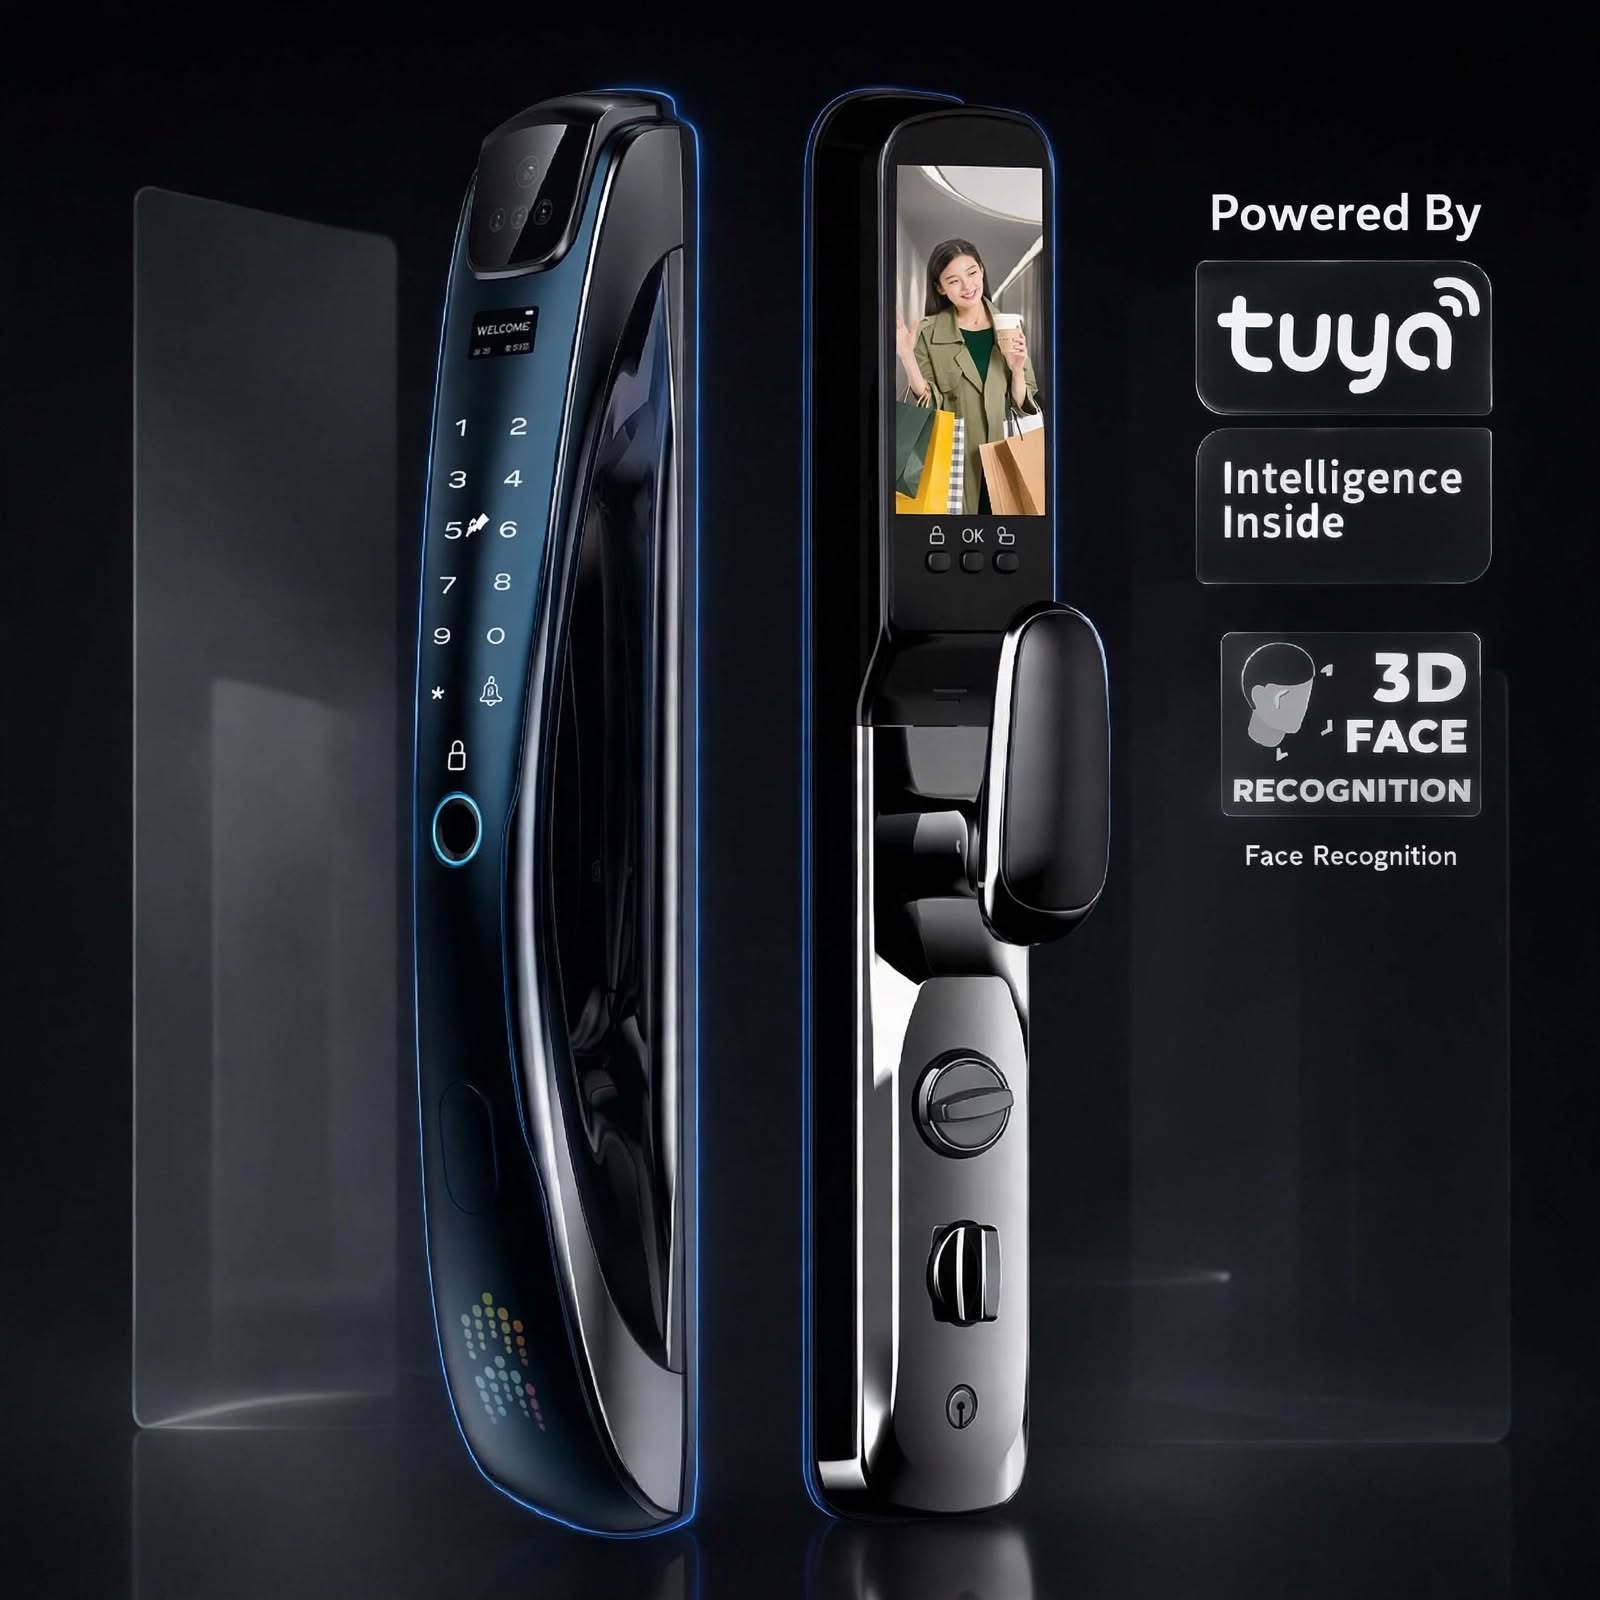 WELCOME
1 2
3 4
5 6
7 8
9 0
*
OK
Powered By
tuya
Intelligence
Inside
3D
FACE
RECOGNITION
Face Recognition